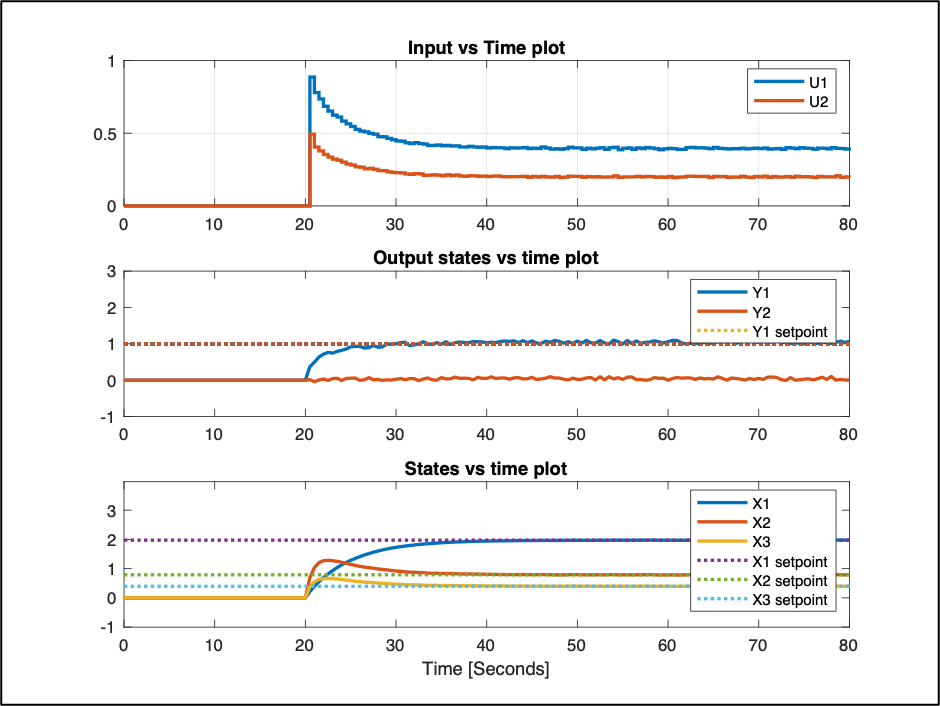 Input vs Time plot
1
0.5
0
U1
U2
0 10 20 30 40 50 60 70 80
Output states vs time plot
3
2
1
0
-1
Y1
Y2
Y1 setpoint
0 10 20 30 40 50 60 70 80
States vs time plot
3
2
1
0
-1
X1
X2
X3
X1 setpoint
X2 setpoint
X3 setpoint
0 10 20 30 40 50 60 70 80
Time [Seconds]